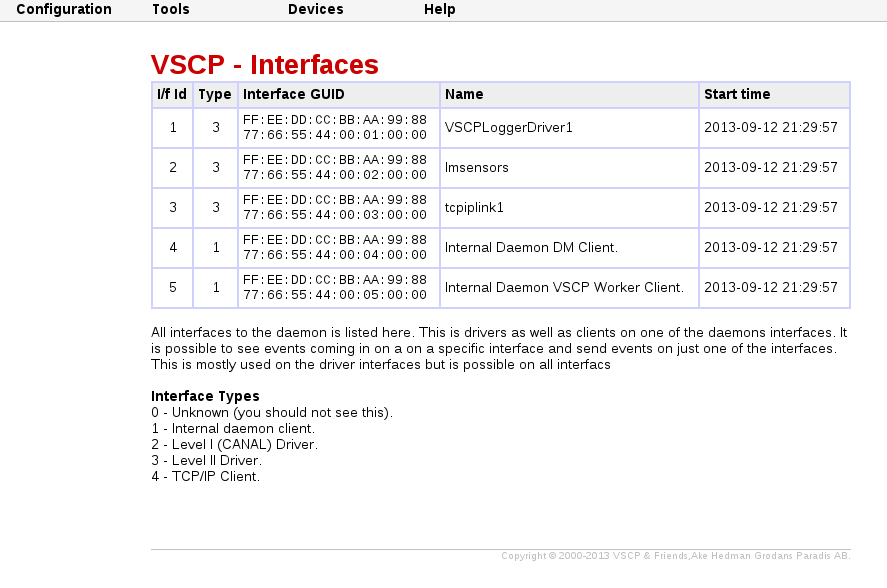 Configuration Tools Devices Help
VSCP - Interfaces
I/f Id Type Interface GUID Name Start time
1 3 FF:EE:DD:CC:BB:AA:99:88 VSCPLoggerDriver1 2013-09-12 21:29:57
77:66:55:44:00:01:00:00
2 3 FF:EE:DD:CC:BB:AA:99:88 lmsensors 2013-09-12 21:29:57
77:66:55:44:00:02:00:00
3 3 FF:EE:DD:CC:BB:AA:99:88 tcpiplink1 2013-09-12 21:29:57
77:66:55:44:00:03:00:00
4 1 FF:EE:DD:CC:BB:AA:99:88 Internal Daemon DM Client. 2013-09-12 21:29:57
77:66:55:44:00:04:00:00
5 1 FF:EE:DD:CC:BB:AA:99:88 Internal Daemon VSCP Worker Client. 2013-09-12 21:29:57
77:66:55:44:00:05:00:00
All interfaces to the daemon is listed here. This is drivers as well as clients on one of the daemons interfaces. It
is possible to see events coming in on a on a specific interface and send events on just one of the interfaces.
This is mostly used on the driver interfaces but is possible on all interfacs
Interface Types
0 - Unknown (you should not see this).
1 - Internal daemon client.
2 - Level I (CANAL) Driver.
3 - Level II Driver.
4 - TCP/IP Client.
Copyright © 2000-2013 VSCP & Friends,Ake Hedman Grodans Paradis AB.